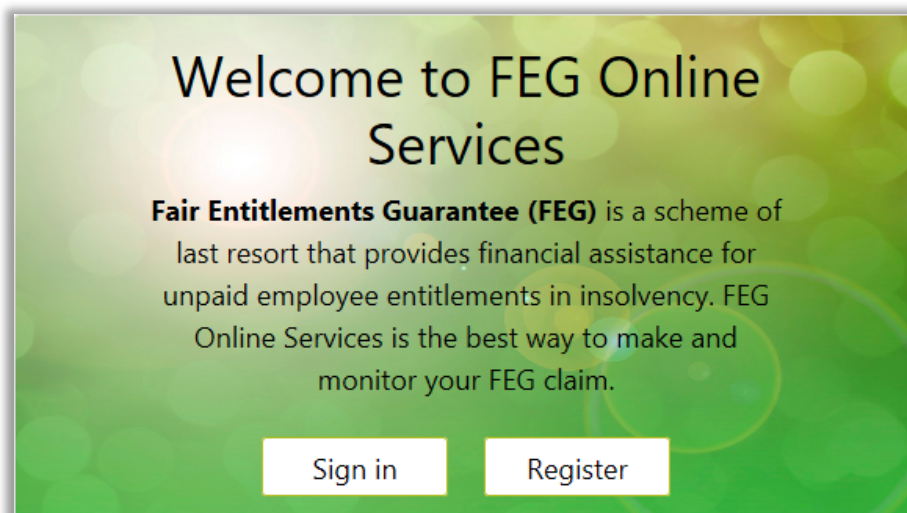 Welcome to FEG Online
Services
Fair Entitlements Guarantee (FEG) is a scheme of
last resort that provides financial assistance for
unpaid employee entitlements in insolvency. FEG
Online Services is the best way to make and
monitor your FEG claim.
Sign in
Register